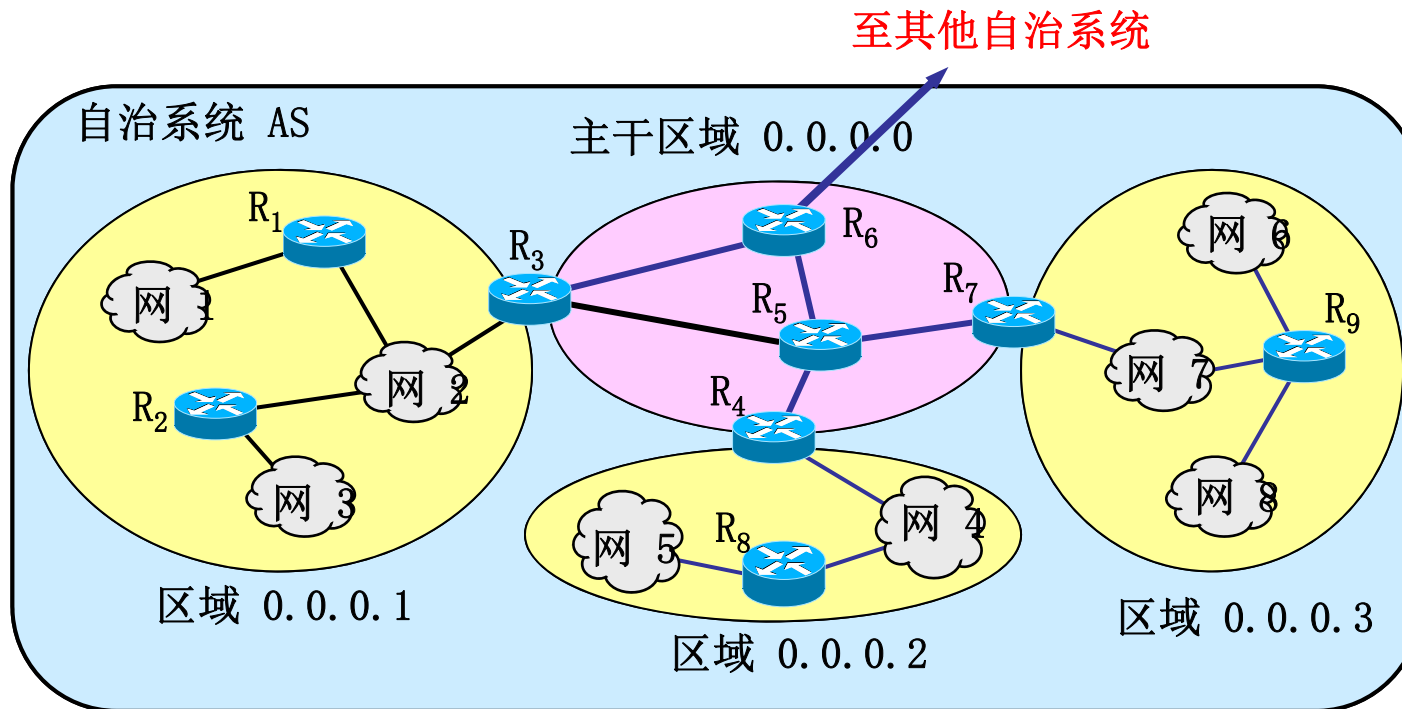 至其他自治系统
自治系统 AS
主干区域 0.0.0.0
R1
R3
R6
网 6
网 1
R5
R7
R9
网 2
网 7
R2
R4
网 3
网 8
网 5
R8
网 4
区域 0.0.0.1
区域 0.0.0.2
区域 0.0.0.3